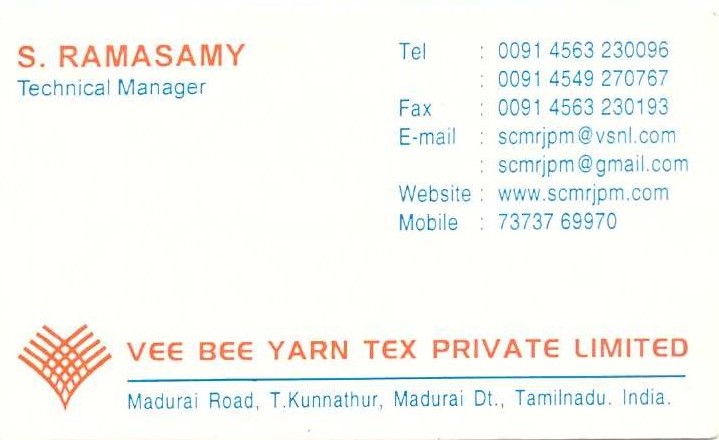 S. RAMASAMY
Technical Manager
Tel : 0091 4563 230096
: 0091 4549 270767
Fax : 0091 4563 230193
E-mail : scmrjpm@vsnl.com
: scmrjpm@gmail.com
Website : www.scmrjpm.com
Mobile : 73737 69970
VEE BEE YARN TEX PRIVATE LIMITED
Madurai Road, T.Kunnathur, Madurai Dt., Tamilnadu. India.